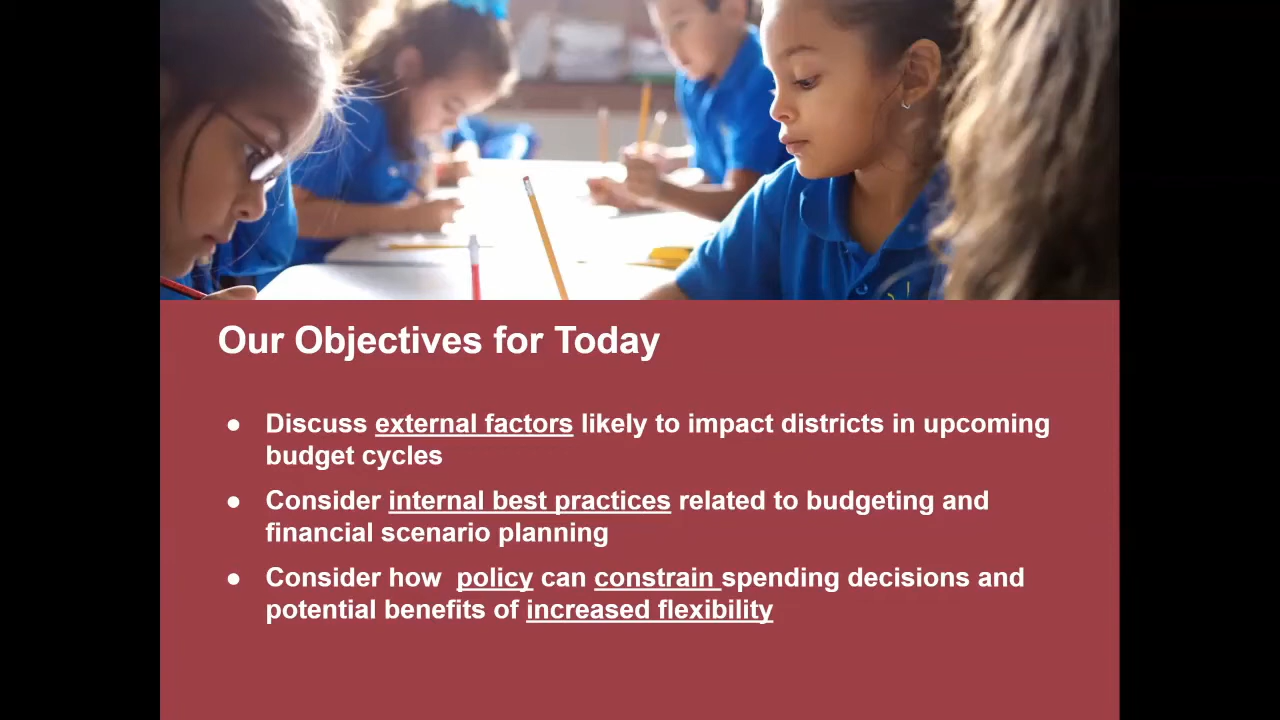 Our Objectives for Today
● Discuss external factors likely to impact districts in upcoming
budget cycles
● Consider internal best practices related to budgeting and
financial scenario planning
● Consider how  policy can constrain spending decisions and
potential benefits of increased flexibility